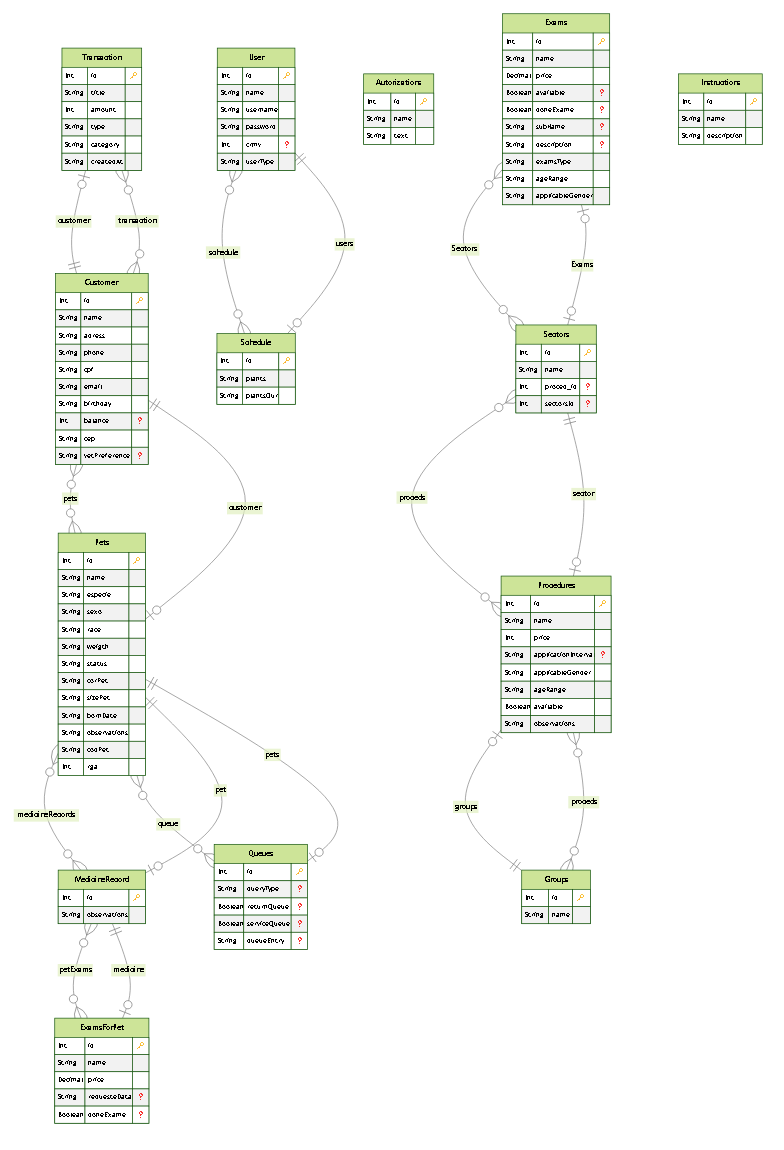 Transaction
Int id
String title
Int amount
String type
String category
String createdAt
User
Int id
String name
String username
String password
Int crmv ?
String userType
Autorizations
Int id
String name
String text
Exams
Int id
String name
Decimal price
Boolean available ?
Boolean doneExame ?
String subName ?
String description ?
String examsType
String ageRange
String applicableGender
Instructions
Int id
String name
String description
customer
transaction
schedule
users
Sectors
Exams
Customer
Int id
String name
String adress
String phone
String cpf
String email
String birthday
Int balance ?
String cep
String vetPreference ?
Schedule
Int id
String plants
String plantsDur
Sectors
Int id
String name
Int proced_id ?
Int sectorsId ?
pets
customer
proceds
sector
Pets
Int id
String name
String especie
String sexo
String race
String weigth
String status
String corPet
String sizePet
String bornDate
String observations
String codPet
Int rga
Procedures
Int id
String name
Int price
String applicationInterva ?
String applicableGender
String ageRange
Boolean available
String observations
medicineRecords
queue
pet
pets
groups
proceds
MedicineRecord
Int id
String observations
Queues
Int id
String queryType ?
Boolean returnQueue ?
Boolean serviceQueue ?
String queueEntry ?
Groups
Int id
String name
petExams
medicine
ExamsForPet
Int id
String name
Decimal price
String requesteData ?
Boolean doneExame ?